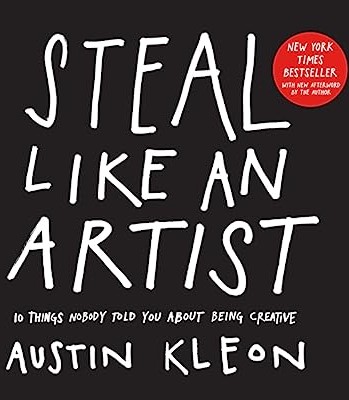 STEAL
LIKE AN
ARTIST
NEW YORK
TIMES
BESTSELLER
WITH NEW AFTERWORD
BY THE AUTHOR
10 THINGS NOBODY TOLD YOU ABOUT BEING CREATIVE
AUSTIN KLEON